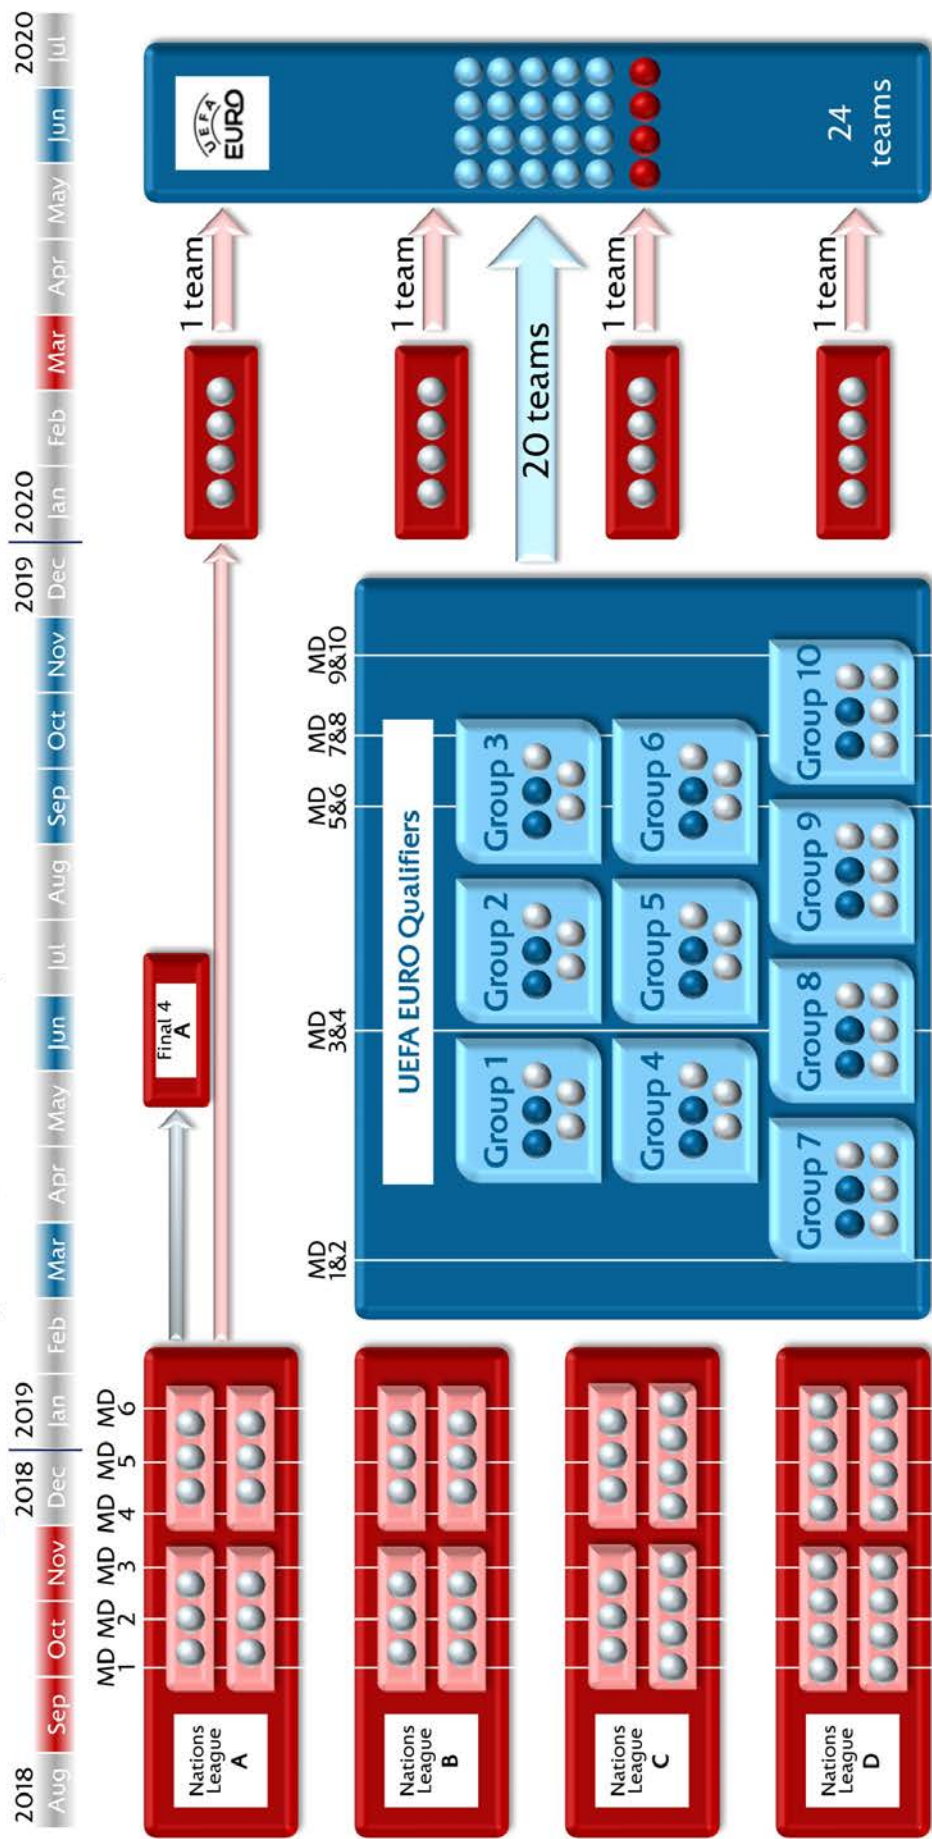 2018 2019 2020
Aug Sep Oct Nov Dec Jan Feb Mar Apr May Jun Jul Aug Sep Oct Nov Dec Jan Feb Mar Apr May Jun Jul
2018 2019 2020
MD MD MD MD MD MD
1 2 3 4 5 6
Nations
League
A
Final 4
A
1 team
UEFA
EURO
Nations
League
B
MD
1&2
MD
3&4
MD
5&6
MD
7&8
MD
9&10
UEFA EURO Qualifiers
Group 1
Group 2
Group 3
1 team
20 teams
Nations
League
C
Group 4
Group 5
Group 6
1 team
Nations
League
D
Group 7
Group 8
Group 9
Group 10
1 team
24
teams